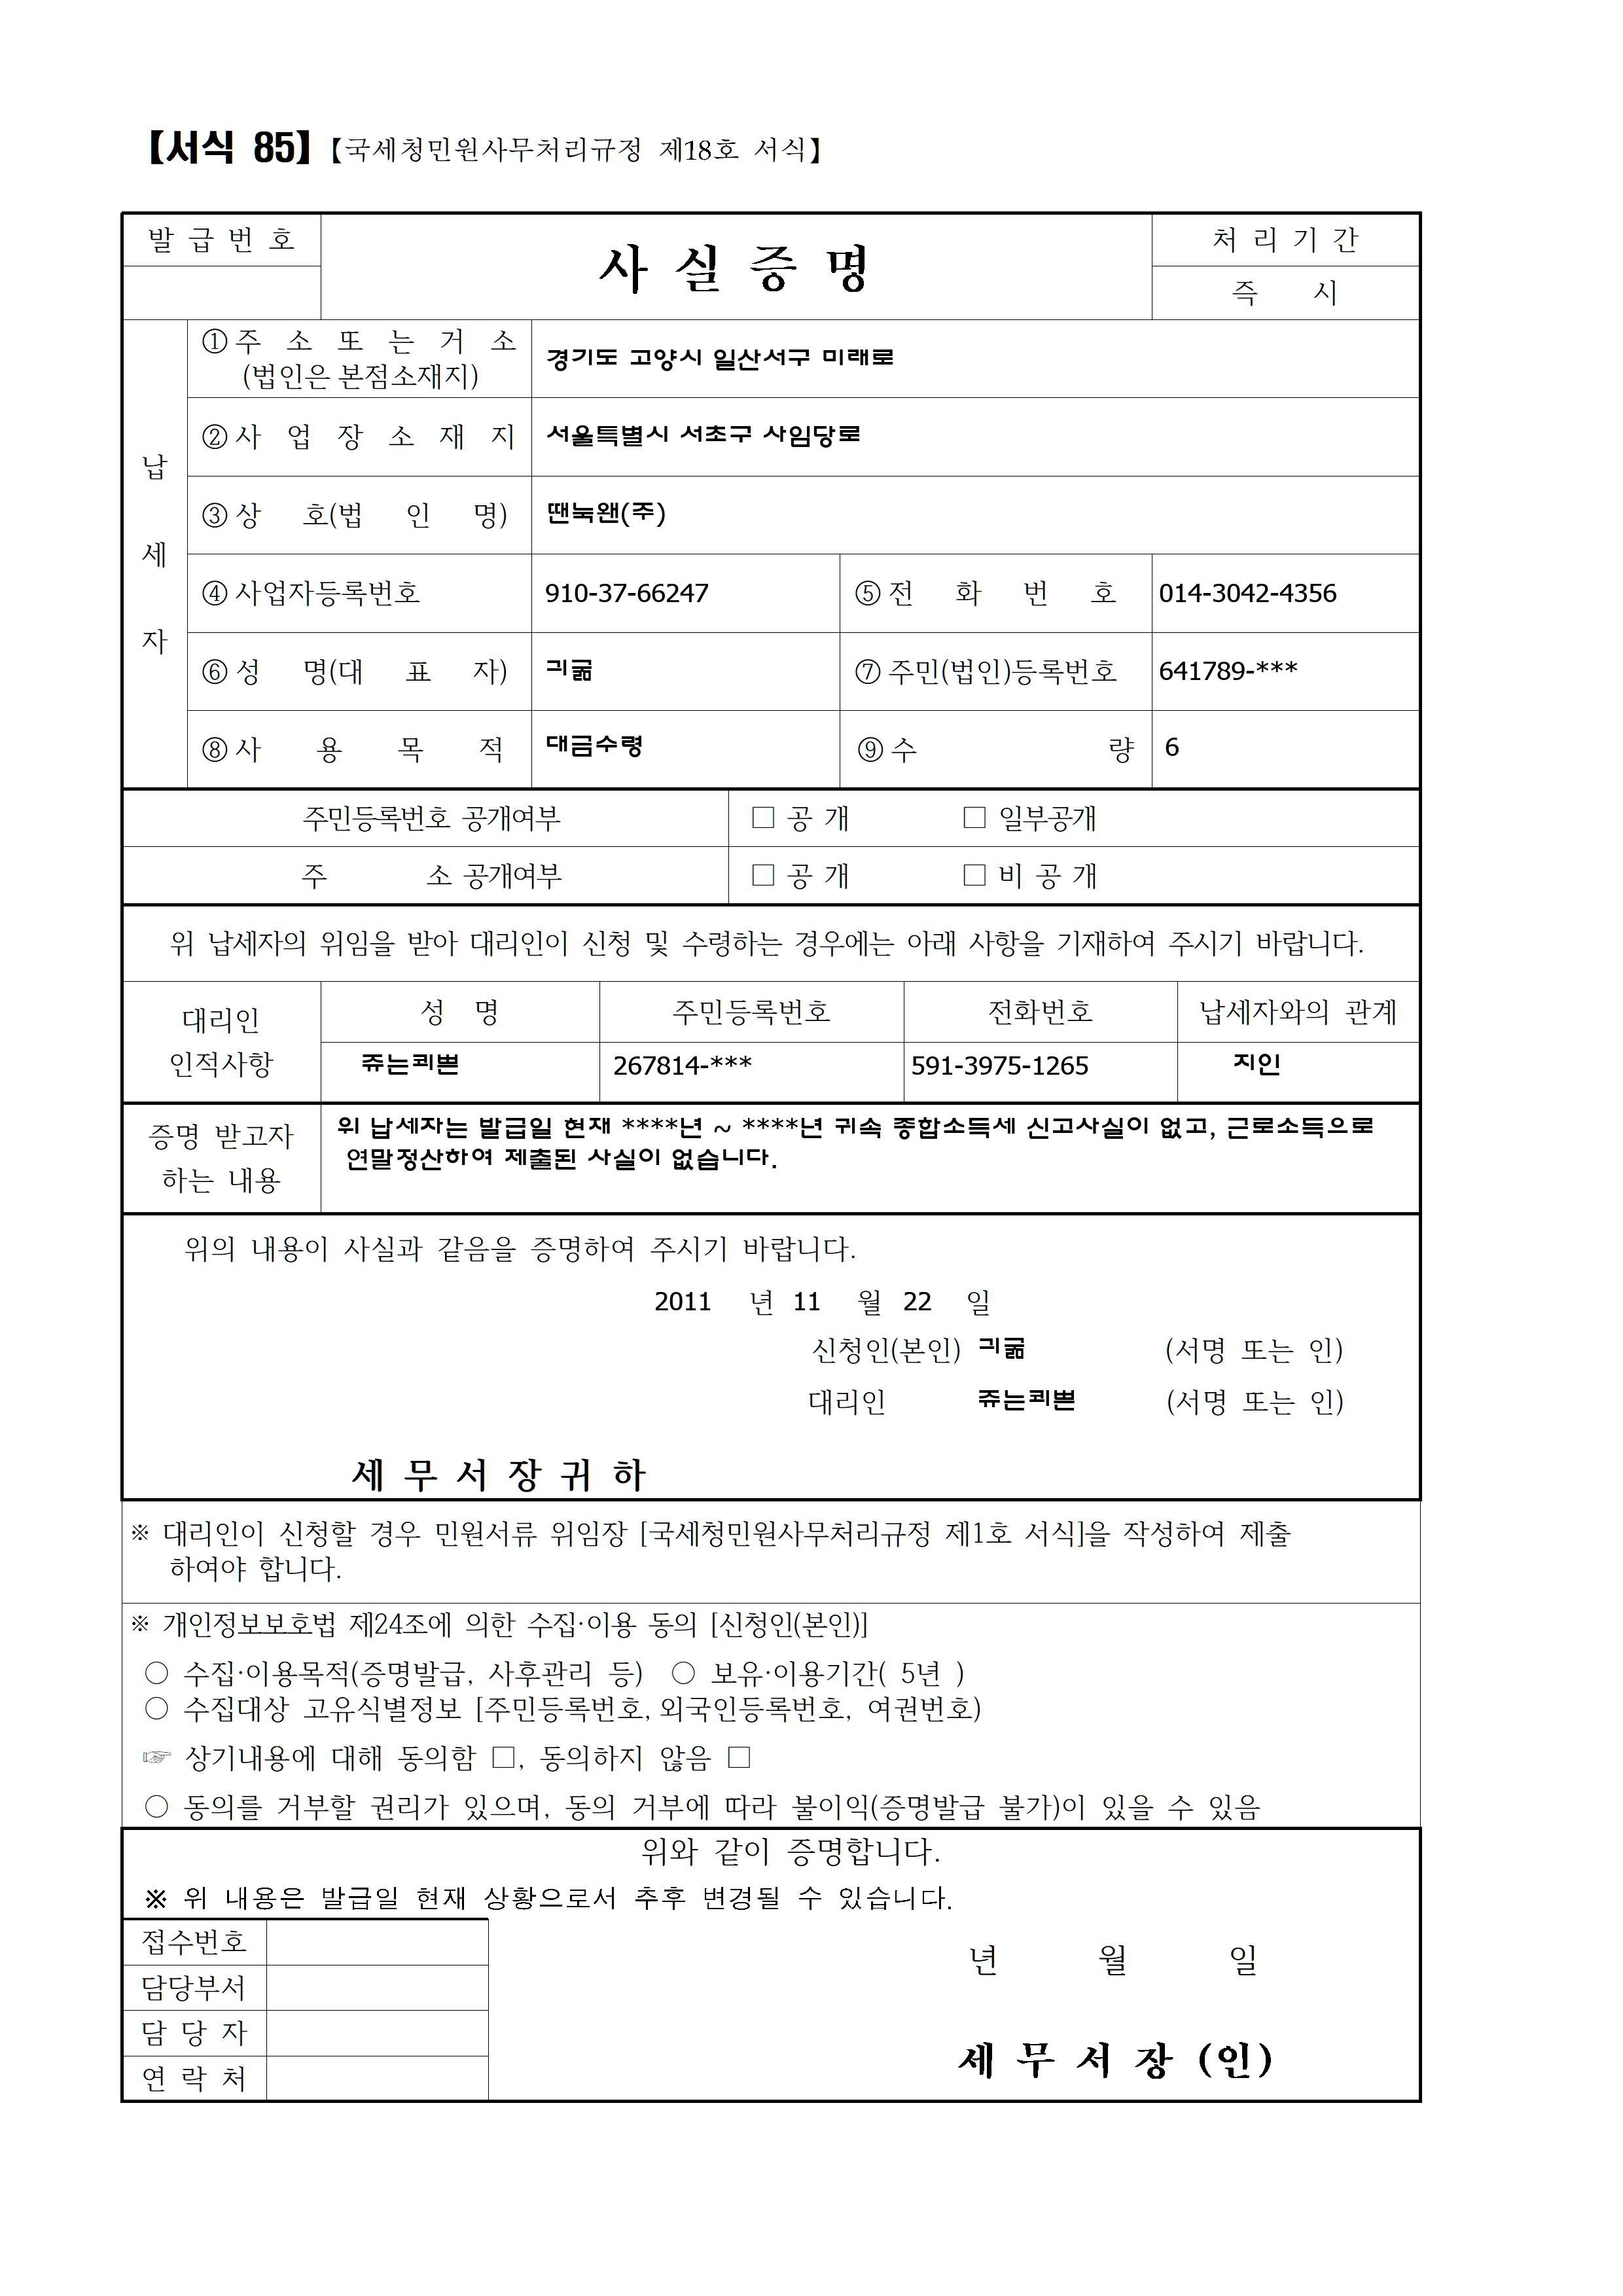 【서식 85】【국세청민원사무처리규정 제18호 서식】
발 급 번 호
사 실 증 명
처 리 기 간
즉 시
납 세 자
① 주 소 또 는 거 소
(법인은 본점소재지)
경기도 고양시 일산서구 미래로
② 사 업 장 소 재 지
서울특별시 서초구 사임당로
③ 상 호(법 인 명)
땐눅왠(주)
④ 사업자등록번호
910-37-66247
⑤ 전 화 번 호
014-3042-4356
⑥ 성 명(대 표 자)
긔굶
⑦ 주민(법인)등록번호
641789-***
⑧ 사 용 목 적
대금수령
⑨ 수 량
6
주민등록번호 공개여부
□ 공 개 □ 일부공개
주 소 공개여부
□ 공 개 □ 비 공 개
위 납세자의 위임을 받아 대리인이 신청 및 수령하는 경우에는 아래 사항을 기재하여 주시기 바랍니다.
대리인
인적사항
성 명
주민등록번호
전화번호
납세자와의 관계
쥬는쾨쁜
267814-***
591-3975-1265
지인
증명 받고자
하는 내용
위 납세자는 발급일 현재 ****년 ~ ****년 귀속 종합소득세 신고사실이 없고, 근로소득으로
연말정산하여 제출된 사실이 없습니다.
위의 내용이 사실과 같음을 증명하여 주시기 바랍니다.
2011 년 11 월 22 일
신청인(본인) 긔굶 (서명 또는 인)
대리인 쥬는쾨쁜 (서명 또는 인)
세 무 서 장 귀 하
※ 대리인이 신청할 경우 민원서류 위임장 [국세청민원사무처리규정 제1호 서식]을 작성하여 제출
하여야 합니다.
※ 개인정보보호법 제24조에 의한 수집·이용 동의 [신청인(본인)]
○ 수집·이용목적(증명발급, 사후관리 등) ○ 보유·이용기간( 5년 )
○ 수집대상 고유식별정보 [주민등록번호, 외국인등록번호, 여권번호)
☞ 상기내용에 대해 동의함 □, 동의하지 않음 □
○ 동의를 거부할 권리가 있으며, 동의 거부에 따라 불이익(증명발급 불가)이 있을 수 있음
위와 같이 증명합니다.
※ 위 내용은 발급일 현재 상황으로서 추후 변경될 수 있습니다.
접수번호
담당부서
담 당 자
연 락 처
년 월 일
세 무 서 장 (인)